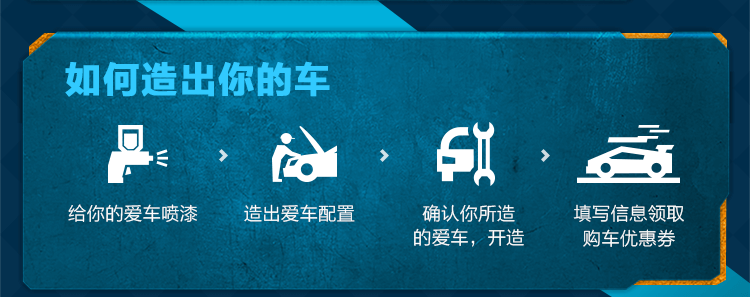 如何造出你的车
给你的爱车喷漆
造出爱车配置
确认你所造
的爱车，开造
填写信息领取
购车优惠券